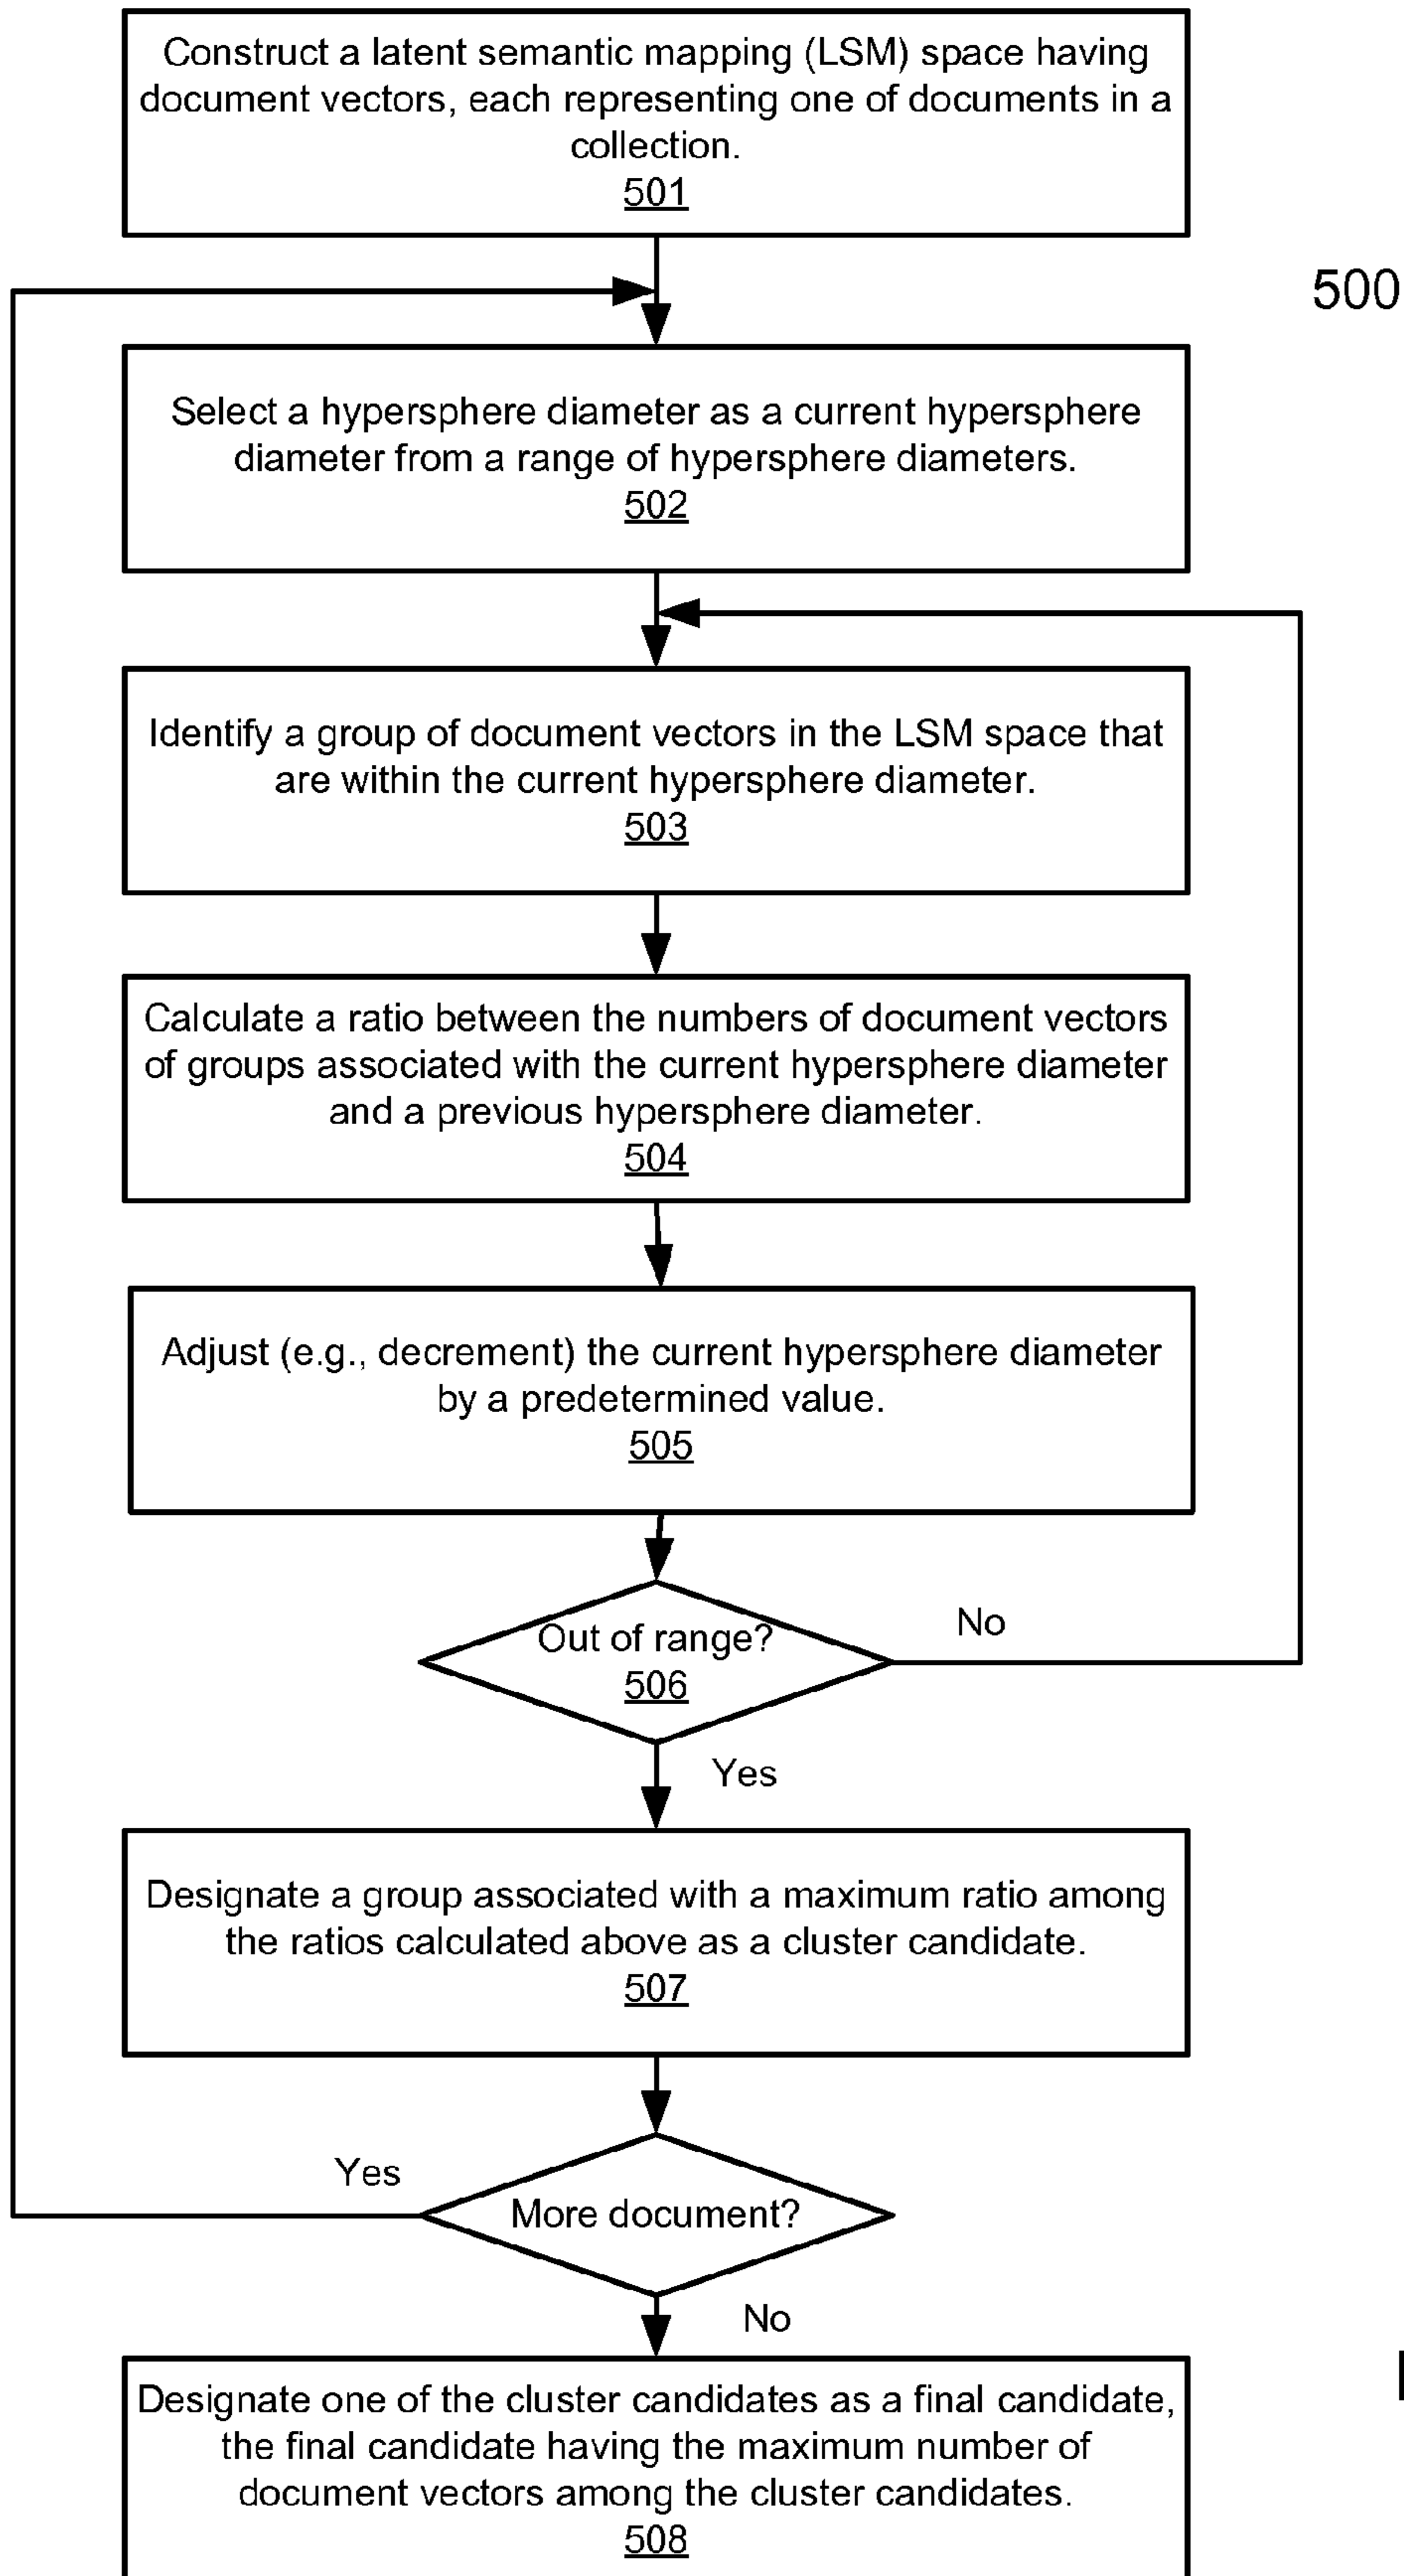 Construct a latent semantic mapping (LSM) space having
document vectors, each representing one of documents in a
collection.
501
500
Select a hypersphere diameter as a current hypersphere
diameter from a range of hypersphere diameters.
502
Identify a group of document vectors in the LSM space that
are within the current hypersphere diameter.
503
Calculate a ratio between the numbers of document vectors
of groups associated with the current hypersphere diameter
and a previous hypersphere diameter.
504
Adjust (e.g., decrement) the current hypersphere diameter
by a predetermined value.
505
Out of range?
506
No
Yes
Designate a group associated with a maximum ratio among
the ratios calculated above as a cluster candidate.
507
Yes
More document?
No
Designate one of the cluster candidates as a final candidate,
the final candidate having the maximum number of
document vectors among the cluster candidates.
508